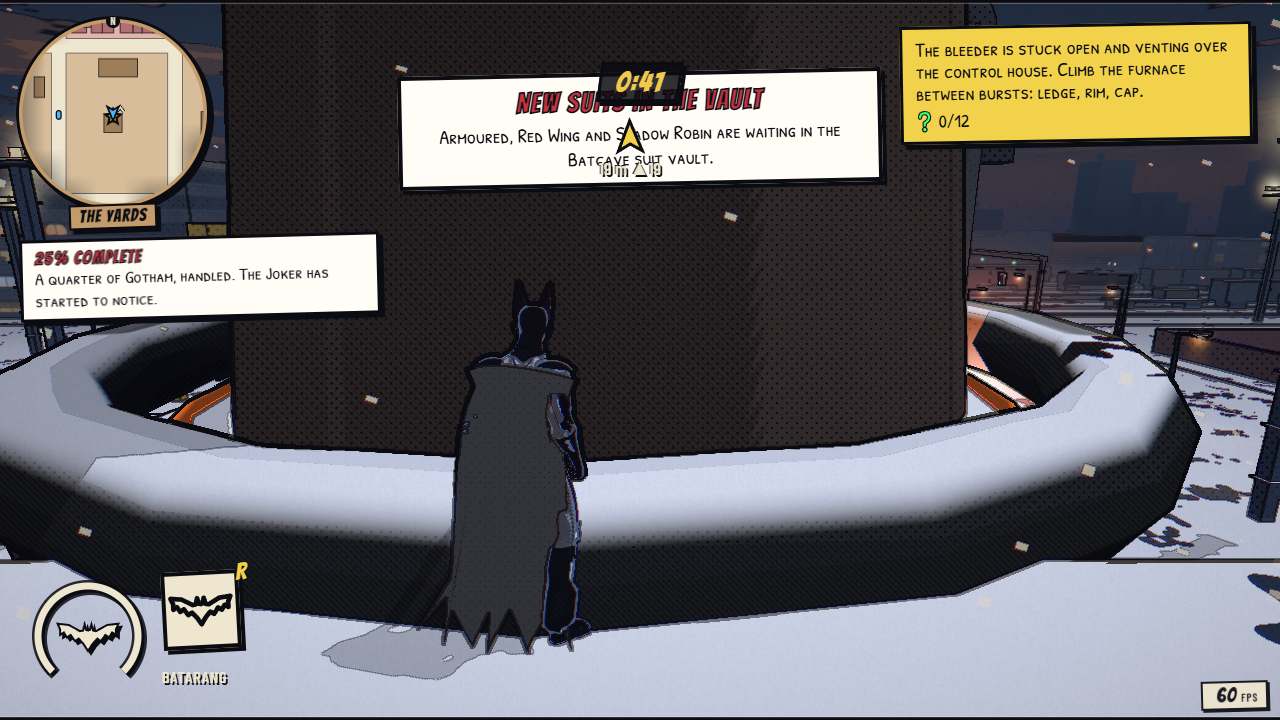 N
THE YARDS
25% COMPLETE
A QUARTER OF GOTHAM, HANDLED. THE JOKER HAS
STARTED TO NOTICE.
0:41
NEW SUITS IN THE VAULT
ARMOURED, RED WING AND SHADOW ROBIN ARE WAITING IN THE
BATCAVE SUIT VAULT.
19 m △19
THE BLEEDER IS STUCK OPEN AND VENTING OVER
THE CONTROL HOUSE. CLIMB THE FURNACE
BETWEEN BURSTS: LEDGE, RIM, CAP.
? 0/12
R
BATARANG
60 FPS